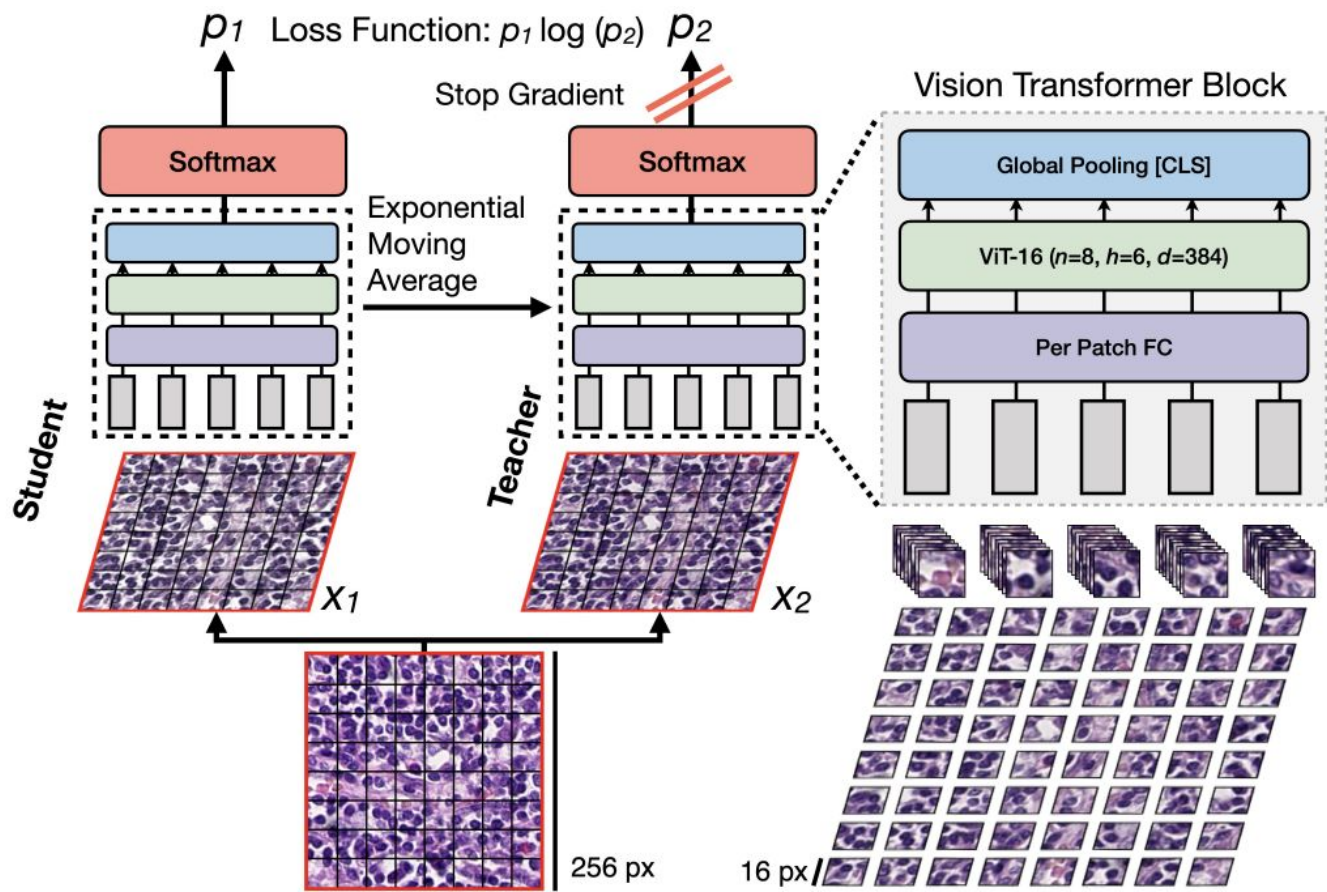 p1 Loss Function: p1 log (p2) p2
Stop Gradient
Vision Transformer Block
Softmax
Softmax
Global Pooling [CLS]
Exponential
Moving
Average
ViT-16 (n=8, h=6, d=384)
Per Patch FC
Student
Teacher
x1
x2
256 px
16 px